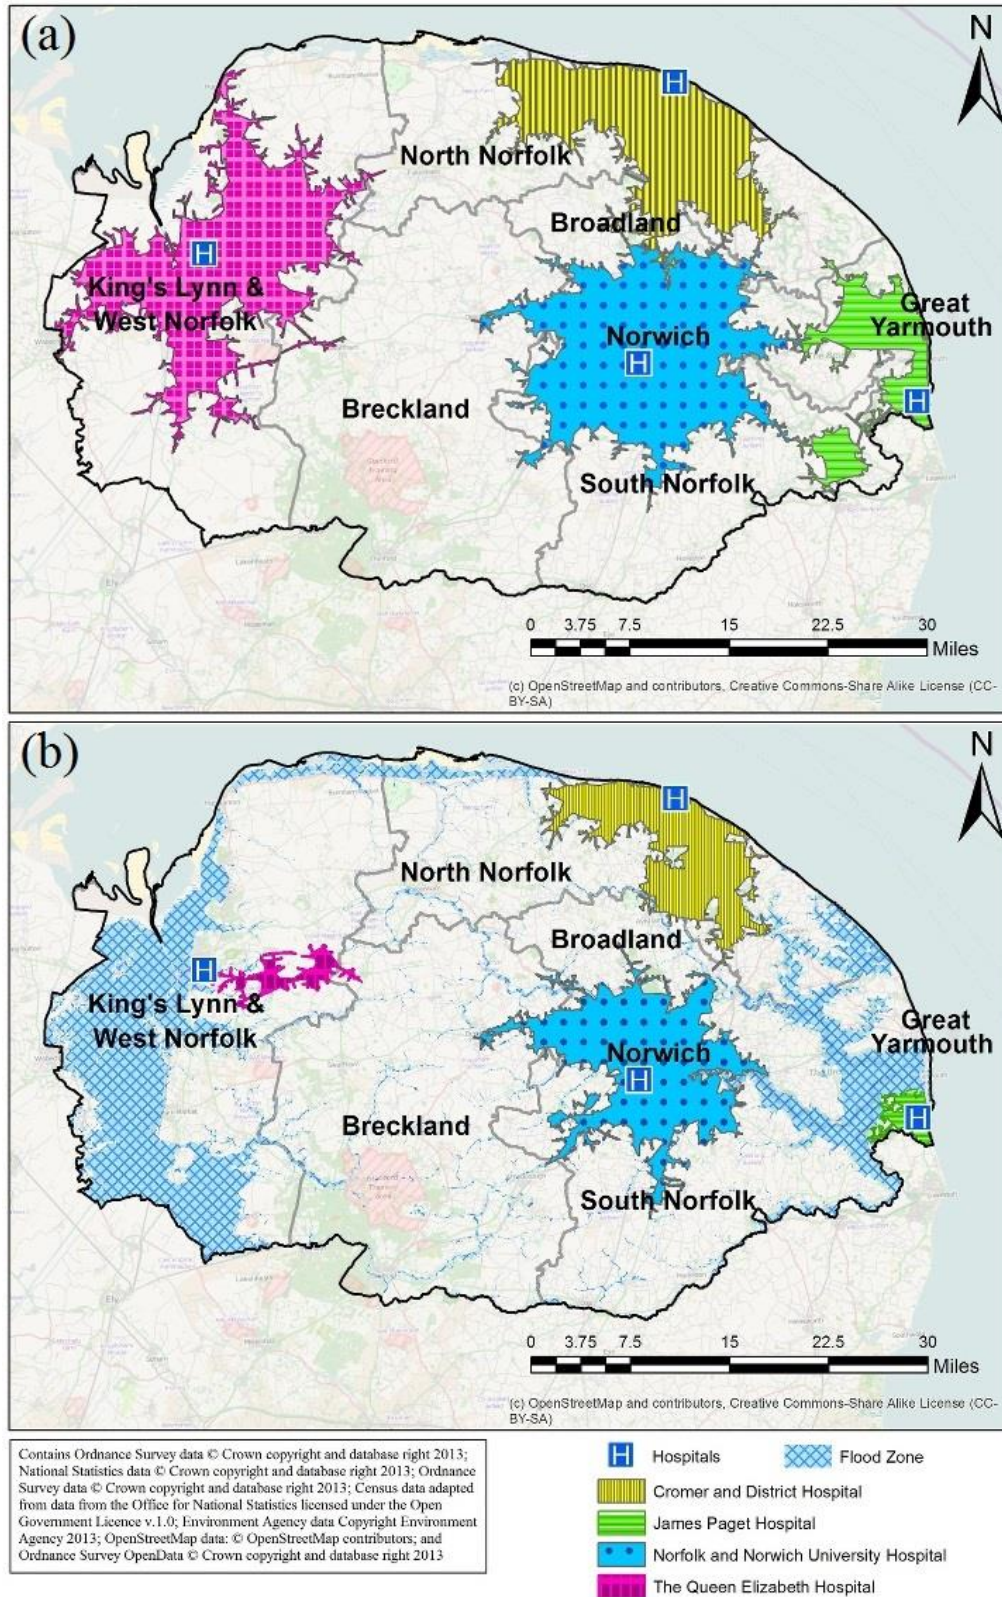 (a)
N
H
North Norfolk
Broadland
H
King's Lynn &
West Norfolk
Great
Yarmouth
Norwich
H
H
Breckland
South Norfolk
0 3.75 7.5 15 22.5 30
Miles
(c) OpenStreetMap and contributors, Creative Commons-Share Alike License (CC-
BY-SA)
(b)
N
H
North Norfolk
Broadland
H
King's Lynn &
West Norfolk
Great
Yarmouth
Norwich
H
H
Breckland
South Norfolk
0 3.75 7.5 15 22.5 30
Miles
(c) OpenStreetMap and contributors, Creative Commons-Share Alike License (CC-
BY-SA)
Contains Ordnance Survey data © Crown copyright and database right 2013;
National Statistics data © Crown copyright and database right 2013; Ordnance
Survey data © Crown copyright and database right 2013; Census data adapted
from data from the Office for National Statistics licensed under the Open
Government Licence v.1.0; Environment Agency data Copyright Environment
Agency 2013; OpenStreetMap data: © OpenStreetMap contributors; and
Ordnance Survey OpenData © Crown copyright and database right 2013
H Hospitals
Flood Zone
Cromer and District Hospital
James Paget Hospital
Norfolk and Norwich University Hospital
The Queen Elizabeth Hospital